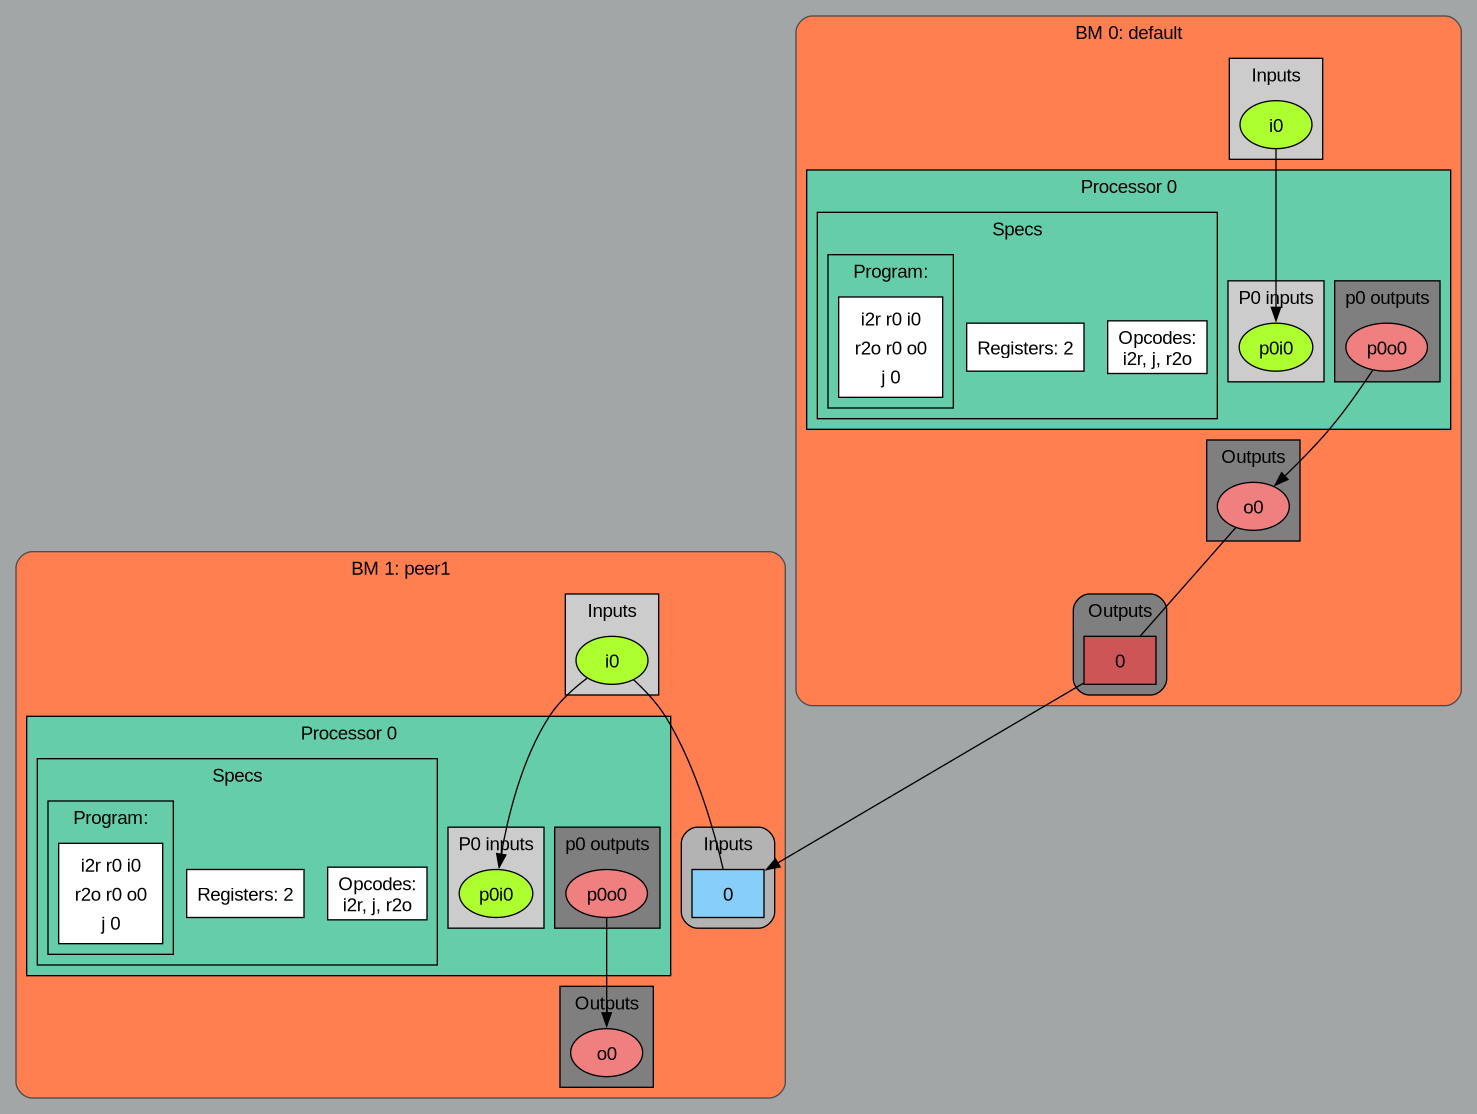 BM 0: default
Inputs
i0
Processor 0
Specs
Program:
i2r r0 i0
r2o r0 o0
j 0
Registers: 2
Opcodes:
i2r, j, r2o
P0 inputs
p0i0
p0 outputs
p0o0
Outputs
o0
Outputs
0
BM 1: peer1
Inputs
i0
Processor 0
Specs
Program:
i2r r0 i0
r2o r0 o0
j 0
Registers: 2
Opcodes:
i2r, j, r2o
P0 inputs
p0i0
p0 outputs
p0o0
Inputs
0
Outputs
o0